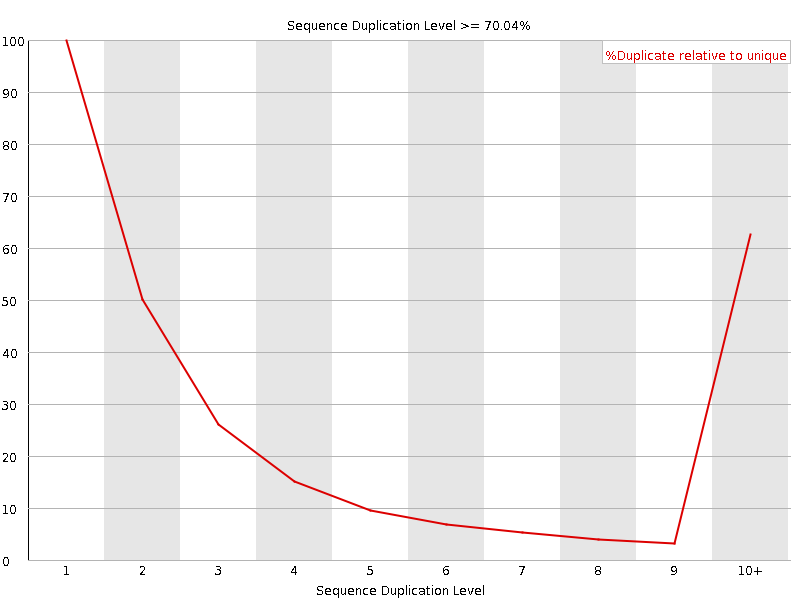 Sequence Duplication Level >= 70.04%
%Duplicate relative to unique
100
90
80
70
60
50
40
30
20
10
0
1 2 3 4 5 6 7 8 9 10+
Sequence Duplication Level